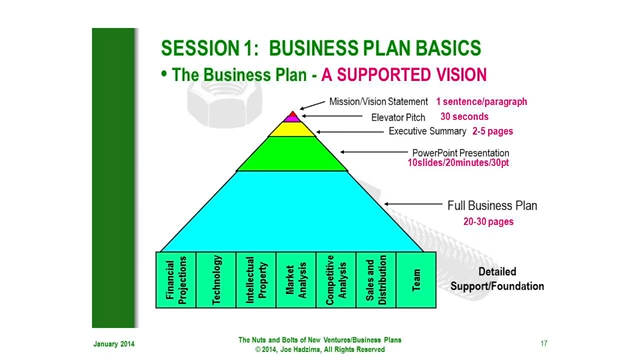 SESSION 1: BUSINESS PLAN BASICS
• The Business Plan - A SUPPORTED VISION
Mission/Vision Statement 1 sentence/paragraph
Elevator Pitch 30 seconds
Executive Summary 2-5 pages
PowerPoint Presentation
10slides/20minutes/30pt
Full Business Plan
20-30 pages
Financial
Projections
Technology
Intellectual
Property
Market
Analysis
Competitive
Analysis
Sales and
Distribution
Team
Detailed
Support/Foundation
January 2014
The Nuts and Bolts of New Ventures/Business Plans
© 2014, Joe Hadzima, All Rights Reserved
17